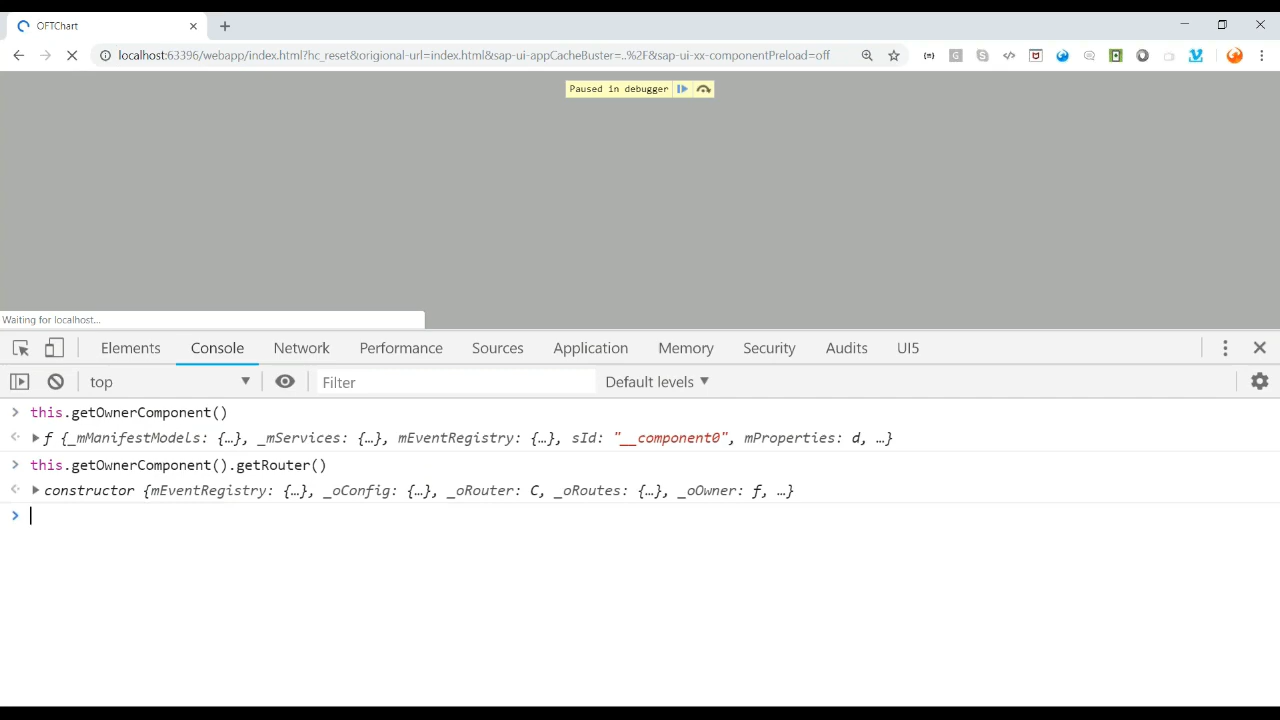 OFTChart
localhost:63396/webapp/index.html?hc_reset&origional-url=index.html&sap-ui-appCacheBuster=..%2F&sap-ui-xx-componentPreload=off
Paused in debugger
Waiting for localhost...
Elements Console Network Performance Sources Application Memory Security Audits UI5
top Filter Default levels
this.getOwnerComponent()
f {_mManifestModels: {…}, _mServices: {…}, mEventRegistry: {…}, sId: "__component0", mProperties: d, …}
this.getOwnerComponent().getRouter()
constructor {mEventRegistry: {…}, _oConfig: {…}, _oRouter: C, _oRoutes: {…}, _oOwner: f, …}